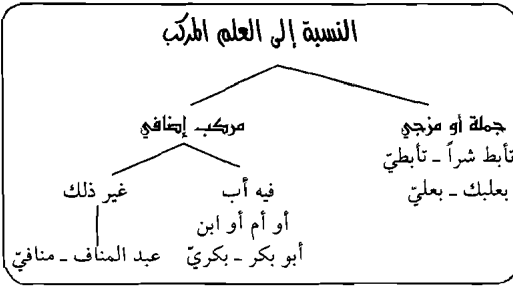 النسبة إلى العلم المركب
جملة أو مزجي
مركب إضافي
تأبط شراً ـ تأبطيّ
بعلبك ـ بعليّ
فيه أب
غير ذلك
أو أم أو ابن
أبو بكر ـ بكريّ
عبد المناف ـ منافيّ